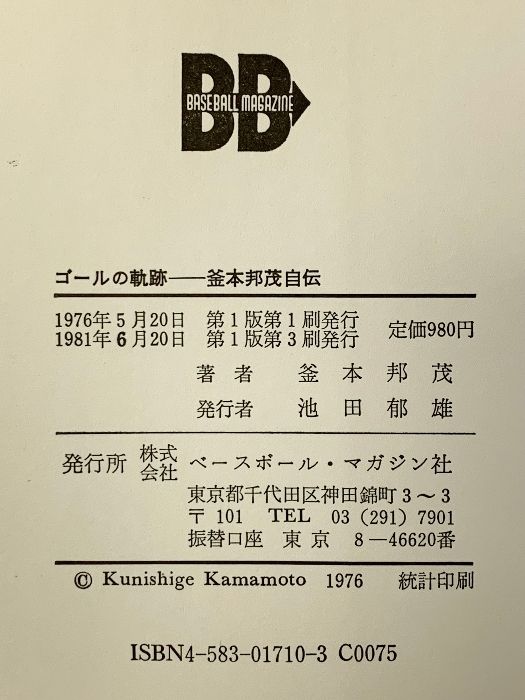 BB
BASEBALL MAGAZINE
ゴールの軌跡——釜本邦茂自伝
1976年5月20日 第1版第1刷発行
1981年6月20日 第1版第3刷発行
定価980円
著者 釜本邦茂
発行者 池田郁雄
発行所 株式会社 ベースボール・マガジン社
東京都千代田区神田錦町3〜3
〒101 TEL 03(291)7901
振替口座 東京 8—46620番
© Kunishige Kamamoto 1976 統計印刷
ISBN4-583-01710-3 C0075